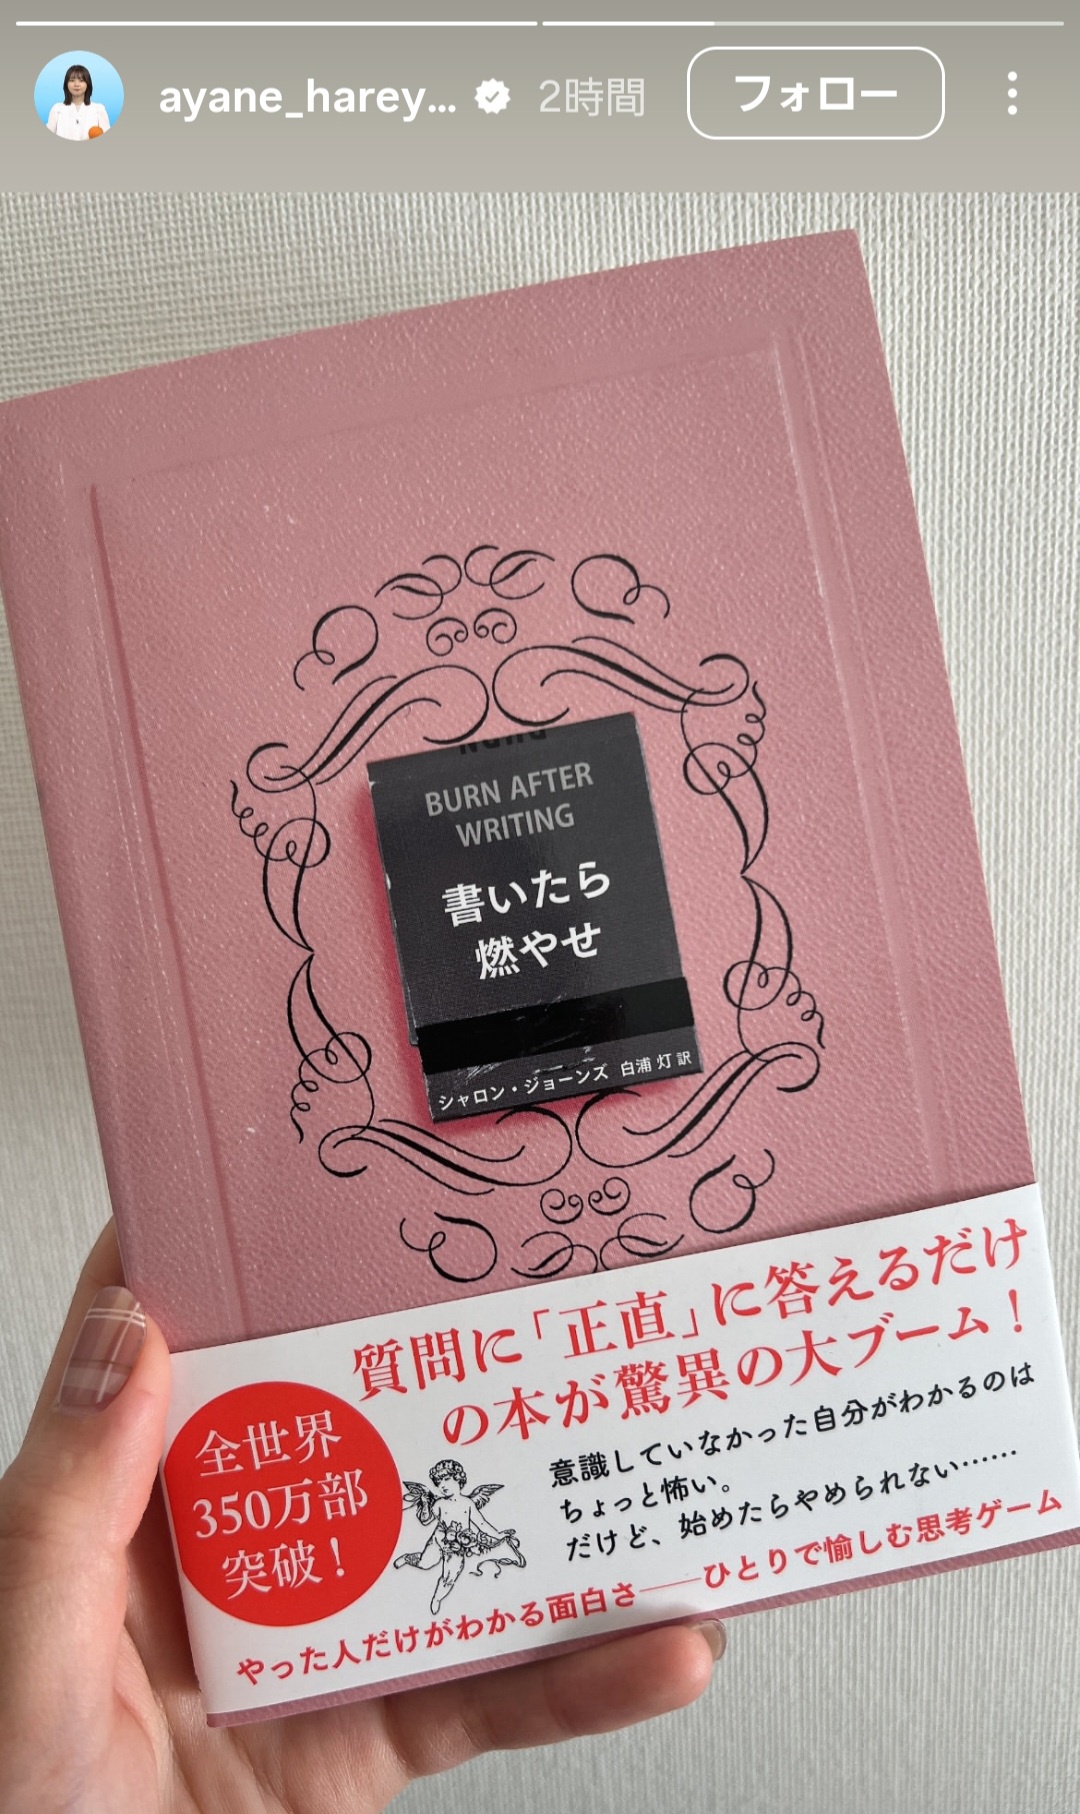 ayane_harey...
2時間
フォロー
BURN AFTER
WRITING
書いたら
燃やせ
シャロン・ジョーンズ 白浦 灯 訳
質問に「正直」に答えるだけ
の本が驚異の大ブーム！
意識していなかった自分がわかるのは
ちょっと怖い。
だけど、始めたらやめられない……
全世界
350万部
突破！
やった人だけがわかる面白さ──ひとりで愉しむ思考ゲーム